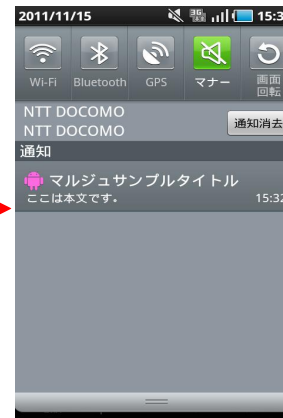 2011/11/15 3G 15:3
Wi-Fi Bluetooth GPS マナー 画面
回転
NTT DOCOMO
NTT DOCOMO
通知消去
通知
マルジュサンプルタイトル
ここは本文です。 15:32